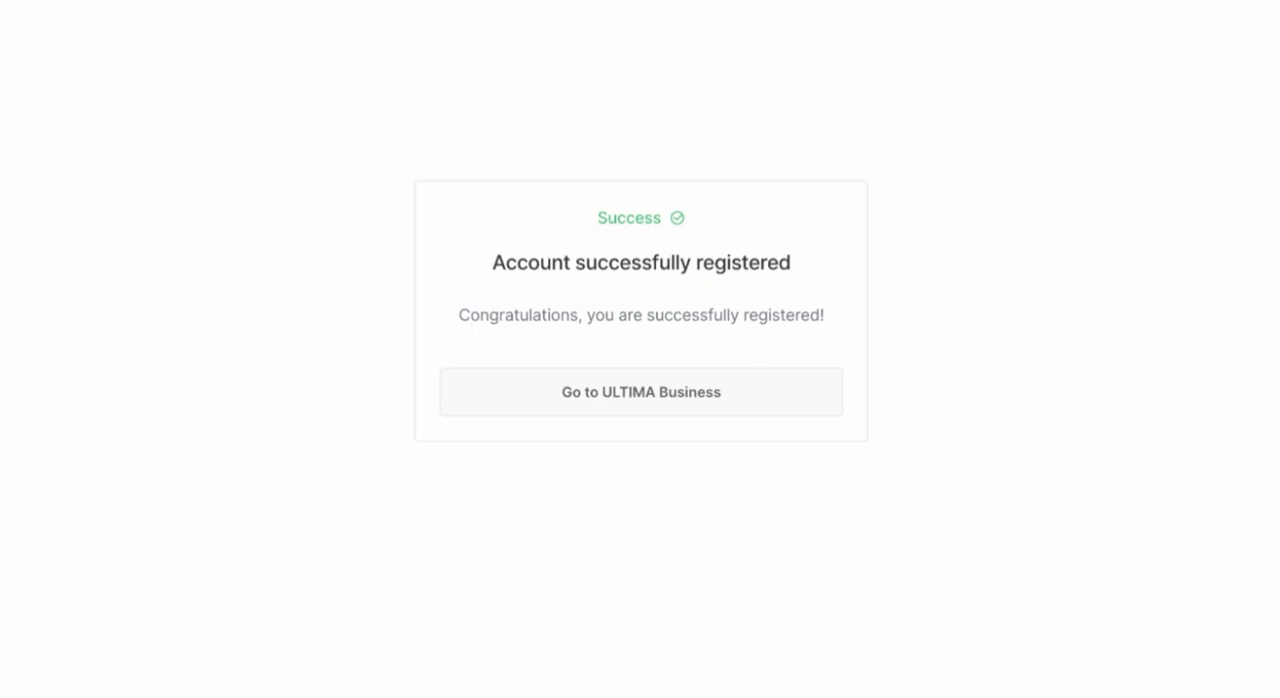 Success
Account successfully registered
Congratulations, you are successfully registered!
Go to ULTIMA Business